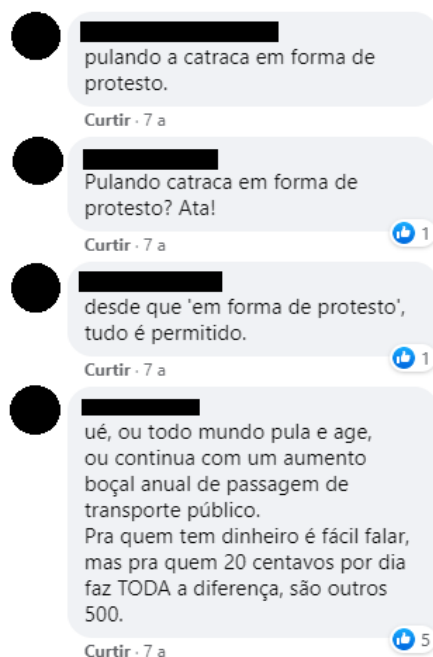 pulando a catraca em forma de
protesto.
Curtir · 7 a
Pulando catraca em forma de
protesto? Ata!
1
Curtir · 7 a
desde que 'em forma de protesto',
tudo é permitido.
1
Curtir · 7 a
ué, ou todo mundo pula e age,
ou continua com um aumento
boçal anual de passagem de
transporte público.
Pra quem tem dinheiro é fácil falar,
mas pra quem 20 centavos por dia
faz TODA a diferença, são outros
500.
5
Curtir · 7 a